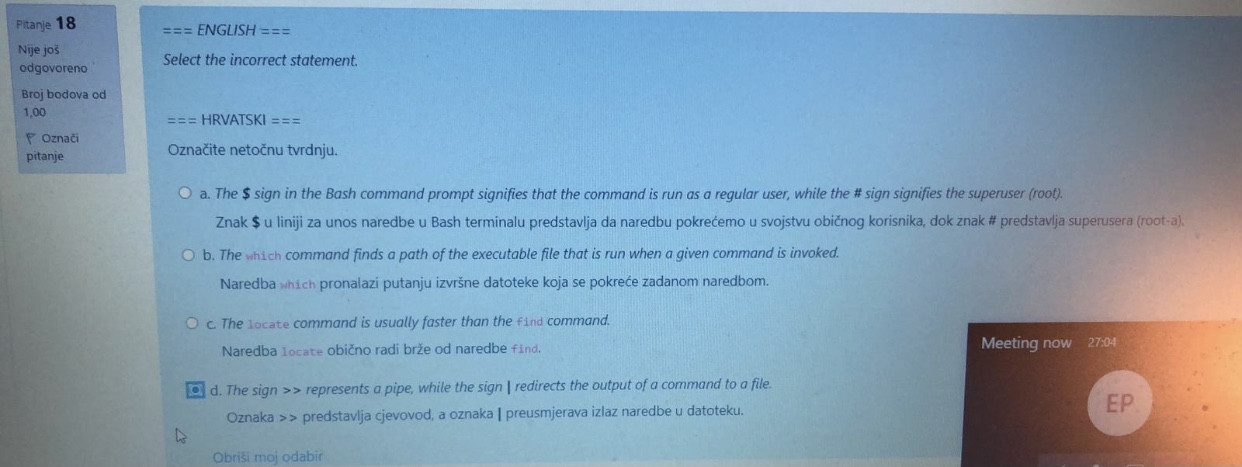 Pitanje 18
Nije još
odgovoreno
Broj bodova od
1,00
Označi
pitanje
=== ENGLISH ===
Select the incorrect statement.
=== HRVATSKI ===
Označite netočnu tvrdnju.
a. The $ sign in the Bash command prompt signifies that the command is run as a regular user, while the # sign signifies the superuser (root).
Znak $ u liniji za unos naredbe u Bash terminalu predstavlja da naredbu pokrećemo u svojstvu običnog korisnika, dok znak # predstavlja superusera (root-a).
b. The which command finds a path of the executable file that is run when a given command is invoked.
Naredba which pronalazi putanju izvršne datoteke koja se pokreće zadanom naredbom.
c. The locate command is usually faster than the find command.
Naredba locate obično radi brže od naredbe find.
d. The sign >> represents a pipe, while the sign | redirects the output of a command to a file.
Oznaka >> predstavlja cjevovod, a oznaka | preusmjerava izlaz naredbe u datoteku.
Obriši moj odabir
Meeting now 27:04
EP